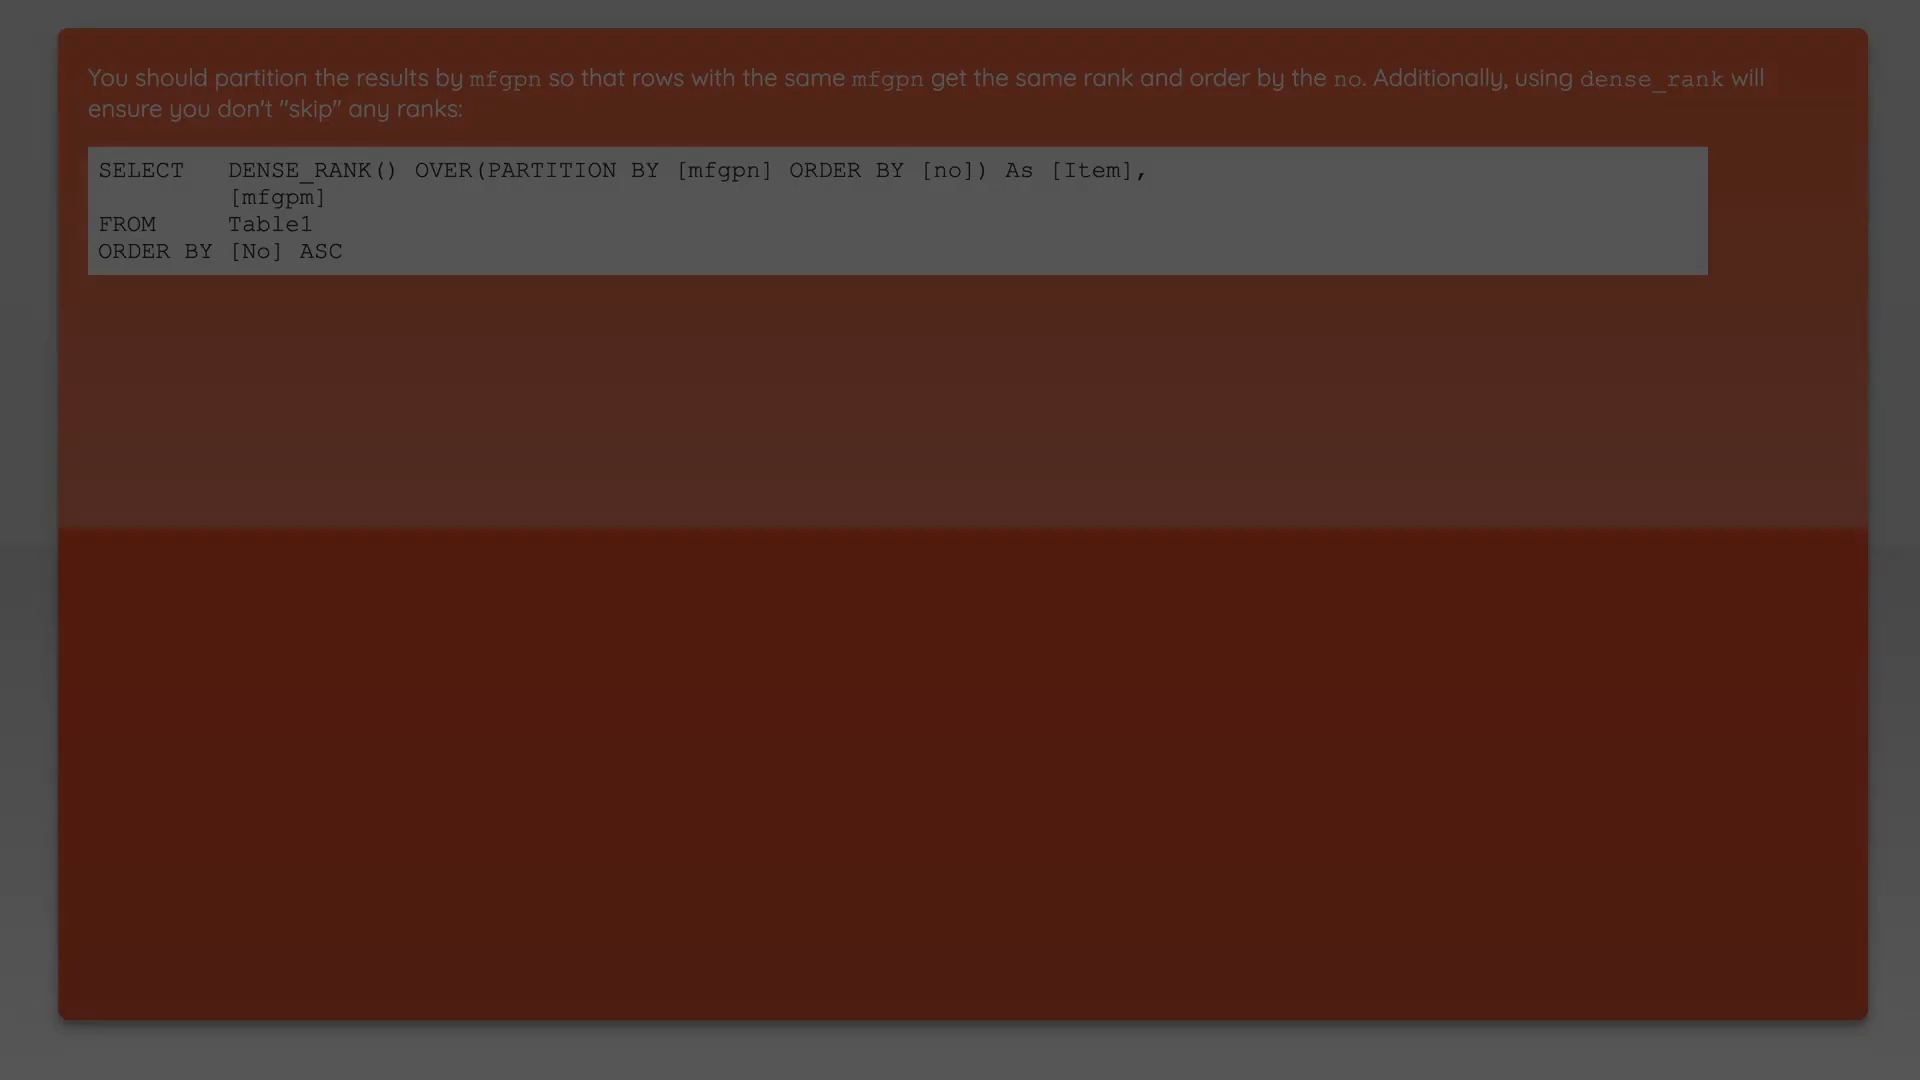 You should partition the results by mfgpn so that rows with the same mfgpn get the same rank and order by the no. Additionally, using dense_rank will
ensure you don't "skip" any ranks:
SELECT   DENSE_RANK() OVER(PARTITION BY [mfgpn] ORDER BY [no]) As [Item],
         [mfgpm]
FROM     Table1
ORDER BY [No] ASC